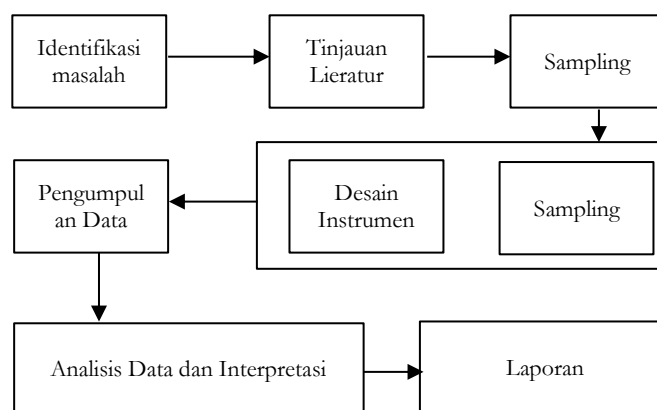 Identifikasi
masalah
Tinjauan
Lieratur
Sampling
Desain
Instrumen
Sampling
Pengumpul
an Data
Analisis Data dan Interpretasi
Laporan